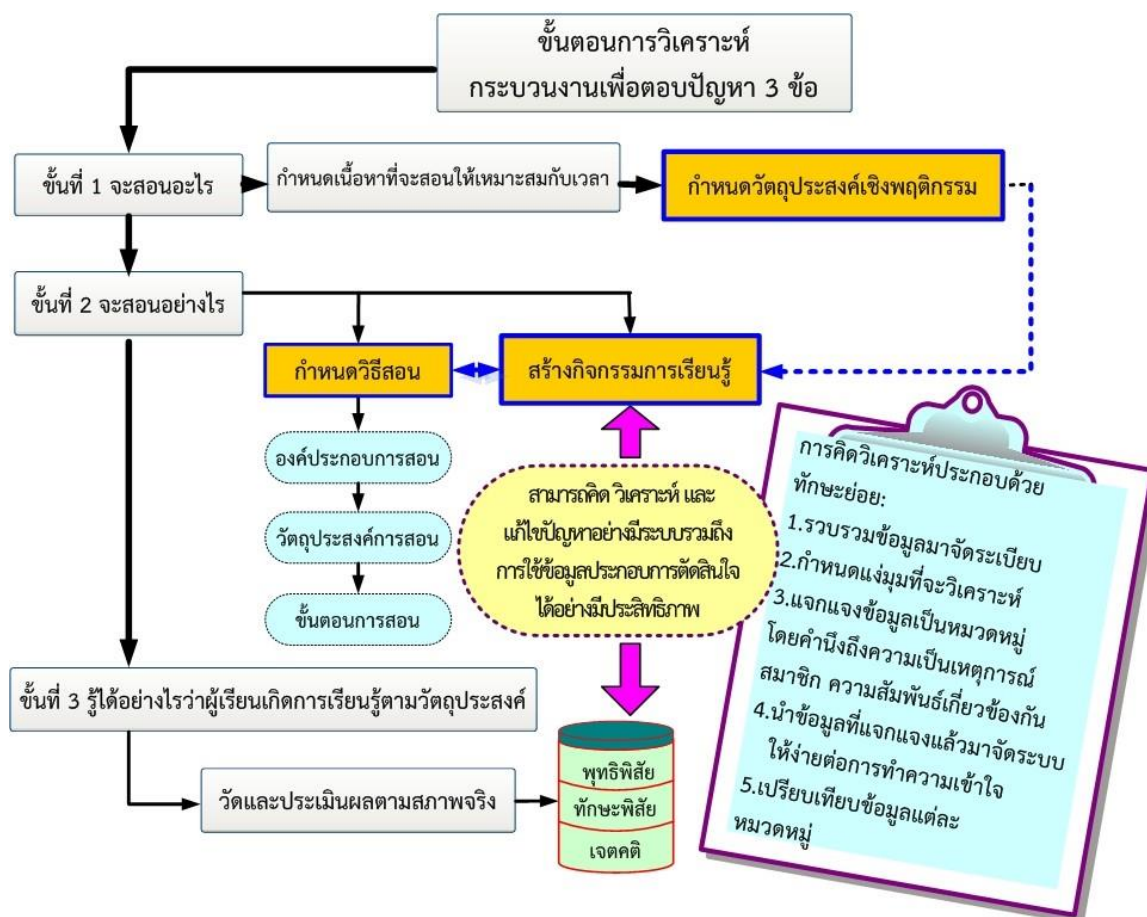 ขั้นตอนการวิเคราะห์
กระบวนงานเพื่อตอบปัญหา 3 ข้อ
ขั้นที่ 1 จะสอนอะไร
กำหนดเนื้อหาที่จะสอนให้เหมาะสมกับเวลา
กำหนดวัตถุประสงค์เชิงพฤติกรรม
ขั้นที่ 2 จะสอนอย่างไร
กำหนดวิธีสอน
สร้างกิจกรรมการเรียนรู้
องค์ประกอบการสอน
วัตถุประสงค์การสอน
ขั้นตอนการสอน
สามารถคิด วิเคราะห์ และ
แก้ไขปัญหาอย่างมีระบบรวมถึง
การใช้ข้อมูลประกอบการตัดสินใจ
ได้อย่างมีประสิทธิภาพ
การคิดวิเคราะห์ประกอบด้วย
ทักษะย่อย:
1.รวบรวมข้อมูลมาจัดระเบียบ
2.กำหนดแง่มุมที่จะวิเคราะห์
3.แจกแจงข้อมูลเป็นหมวดหมู่
โดยคำนึงถึงความเป็นเหตุการณ์
สมาชิก ความสัมพันธ์เกี่ยวข้องกัน
4.นำข้อมูลที่แจกแจงแล้วมาจัดระบบ
ให้ง่ายต่อการทำความเข้าใจ
5.เปรียบเทียบข้อมูลแต่ละ
หมวดหมู่
ขั้นที่ 3 รู้ได้อย่างไรว่าผู้เรียนเกิดการเรียนรู้ตามวัตถุประสงค์
วัดและประเมินผลตามสภาพจริง
พุทธิพิสัย
ทักษะพิสัย
เจตคติ